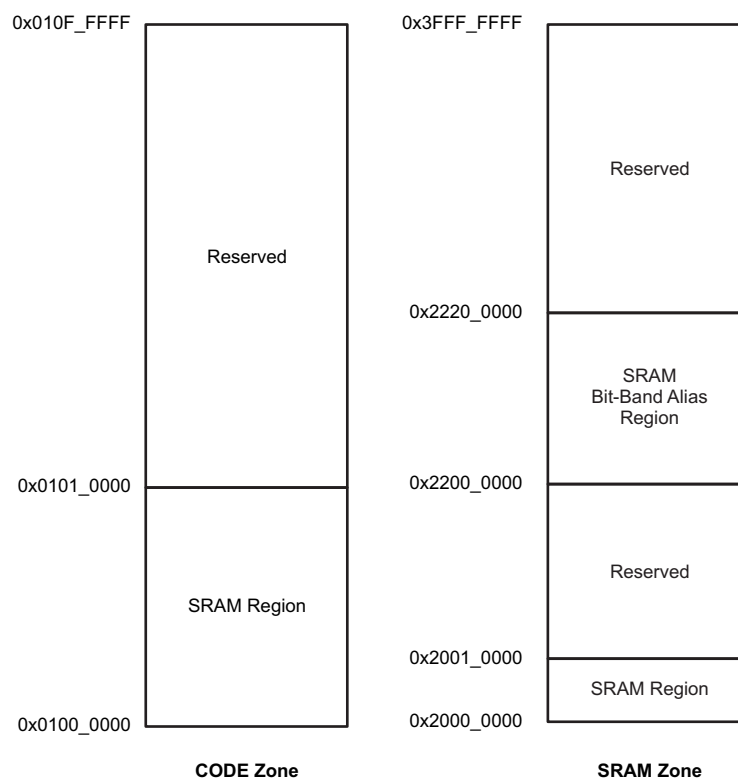 0x010F_FFFF
Reserved
0x0101_0000
SRAM Region
0x0100_0000
CODE Zone
0x3FFF_FFFF
Reserved
0x2220_0000
SRAM
Bit-Band Alias
Region
0x2200_0000
Reserved
0x2001_0000
SRAM Region
0x2000_0000
SRAM Zone